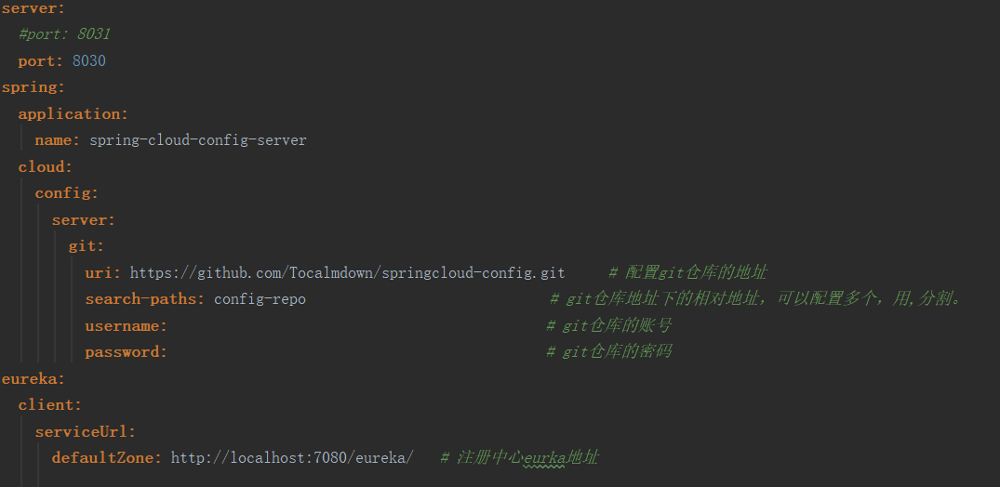 server:
#port: 8031
port: 8030
spring:
application:
name: spring-cloud-config-server
cloud:
config:
server:
git:
uri: https://github.com/Tocalmdown/springcloud-config.git # 配置git仓库的地址
search-paths: config-repo # git仓库地址下的相对地址，可以配置多个，用,分割。
username: # git仓库的账号
password: # git仓库的密码
eureka:
client:
serviceUrl:
defaultZone: http://localhost:7080/eureka/ # 注册中心eurka地址